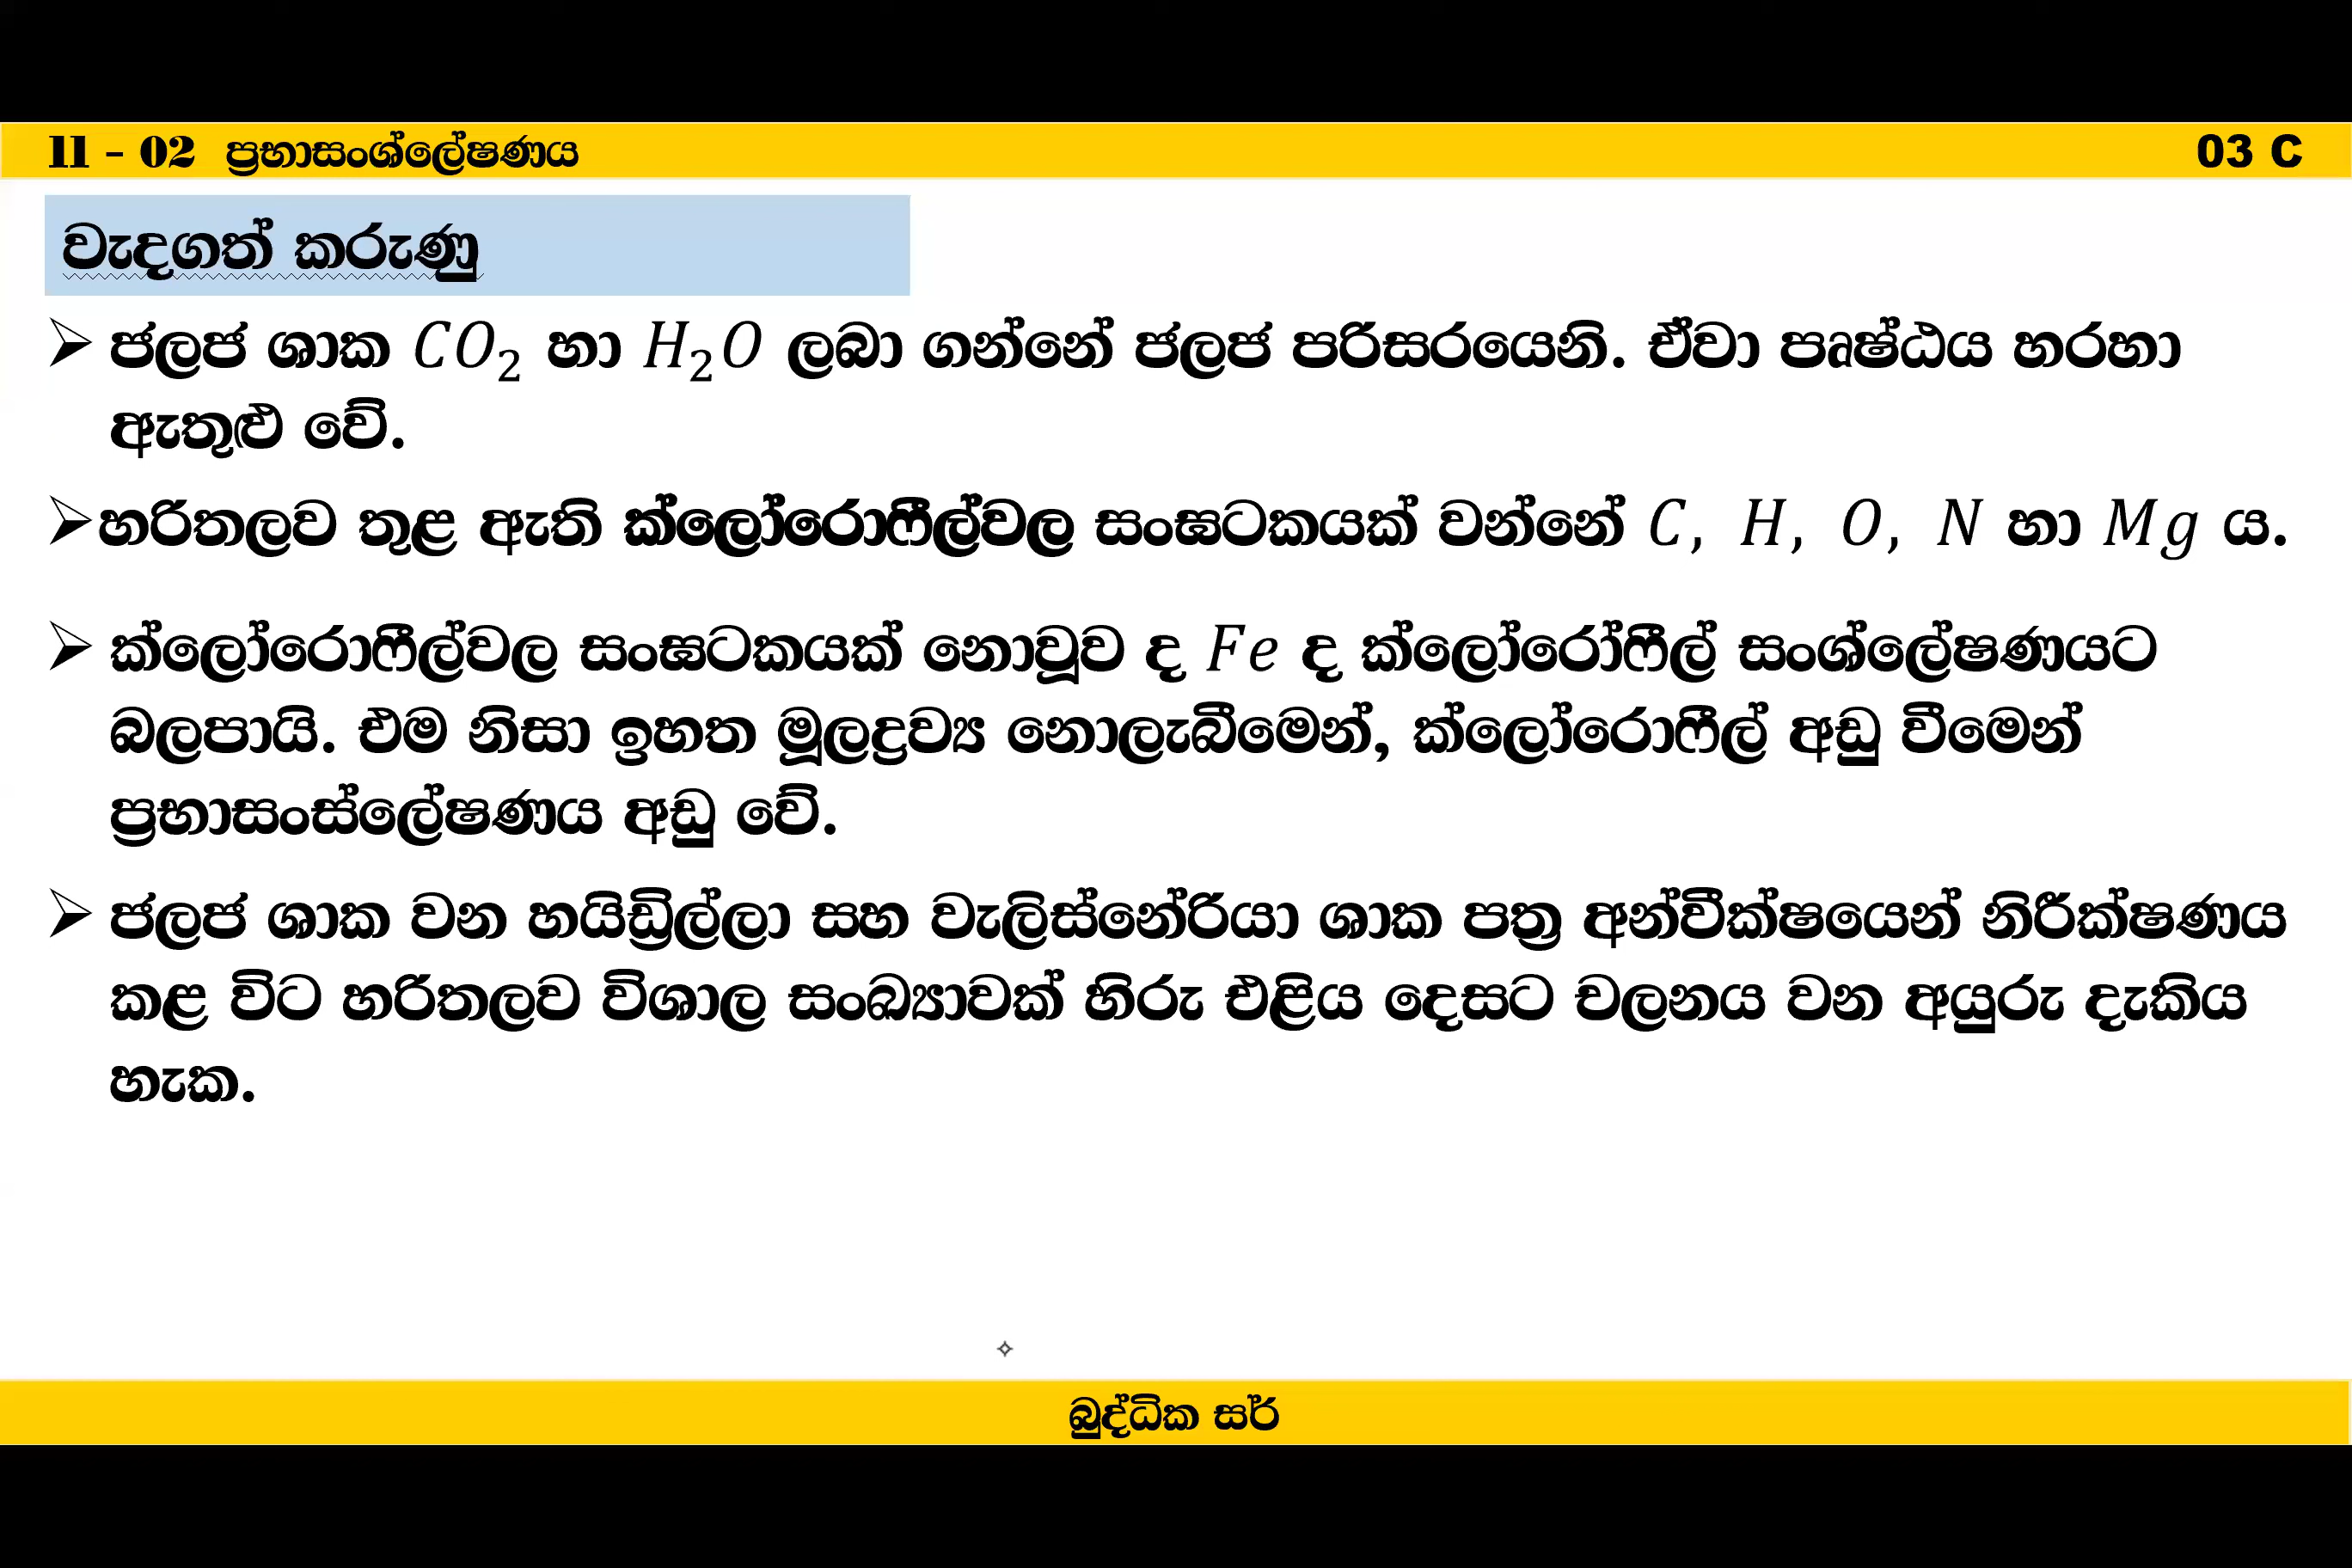 11 - 02 ප්‍රභාසංශ්ලේෂණය
03 C
වැදගත් කරුණු
➢ ජලජ ශාක CO₂ හා H₂O ලබා ගන්නේ ජලජ පරිසරයෙනි. ඒවා පෘෂ්ඨය හරහා
ඇතුළු වේ.
➢හරිතලව තුළ ඇති ක්ලෝරොෆීල්වල සංඝටකයක් වන්නේ C, H, O, N හා Mg ය.
➢ ක්ලෝරොෆීල්වල සංඝටකයක් නොවූව ද Fe ද ක්ලෝරෝෆීල් සංශ්ලේෂණයට
බලපායි. එම නිසා ඉහත මූලද්‍රව්‍ය නොලැබීමෙන්, ක්ලෝරොෆීල් අඩු වීමෙන්
ප්‍රභාසංස්ලේෂණය අඩු වේ.
➢ ජලජ ශාක වන හයිඩ්‍රිල්ලා සහ වැලිස්නේරියා ශාක පත්‍ර අන්වීක්ෂයෙන් නිරීක්ෂණය
කළ විට හරිතලව විශාල සංඛ්‍යාවක් හිරු එළිය දෙසට චලනය වන අයුරු දැකිය
හැක.
බුද්ධික සර්